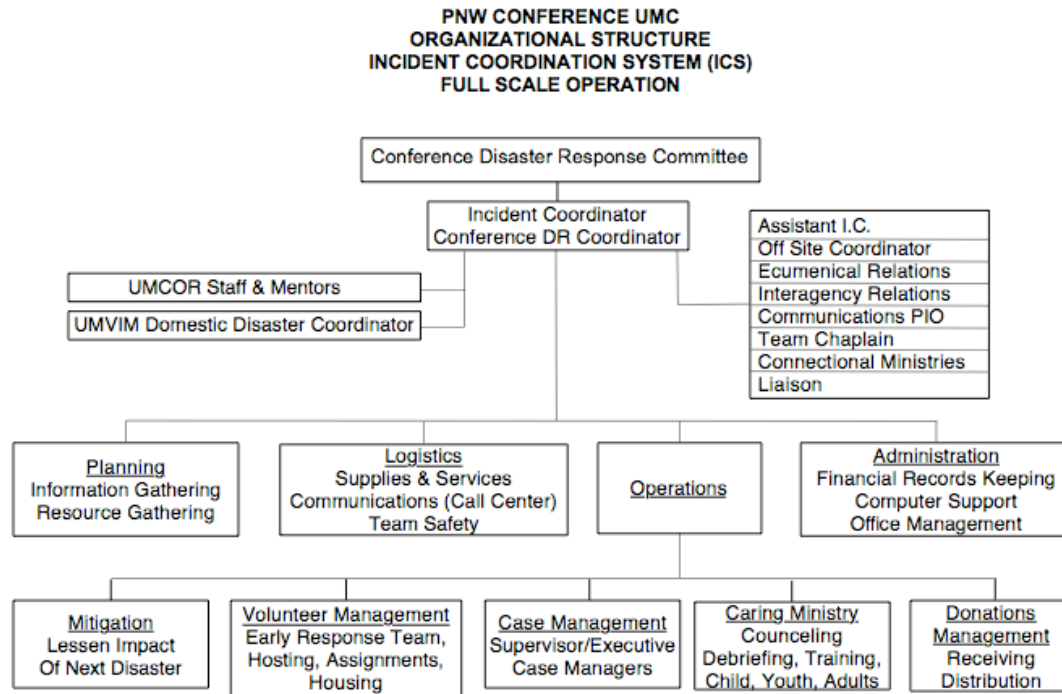 PNW CONFERENCE UMC
ORGANIZATIONAL STRUCTURE
INCIDENT COORDINATION SYSTEM (ICS)
FULL SCALE OPERATION
Conference Disaster Response Committee
Incident Coordinator
Conference DR Coordinator
Assistant I.C.
Off Site Coordinator
Ecumenical Relations
Interagency Relations
Communications PIO
Team Chaplain
Connectional Ministries
Liaison
UMCOR Staff & Mentors
UMVIM Domestic Disaster Coordinator
Planning
Information Gathering
Resource Gathering
Logistics
Supplies & Services
Communications (Call Center)
Team Safety
Operations
Administration
Financial Records Keeping
Computer Support
Office Management
Mitigation
Lessen Impact
Of Next Disaster
Volunteer Management
Early Response Team,
Hosting, Assignments,
Housing
Case Management
Supervisor/Executive
Case Managers
Caring Ministry
Counceling
Debriefing, Training,
Child, Youth, Adults
Donations
Management
Receiving
Distribution